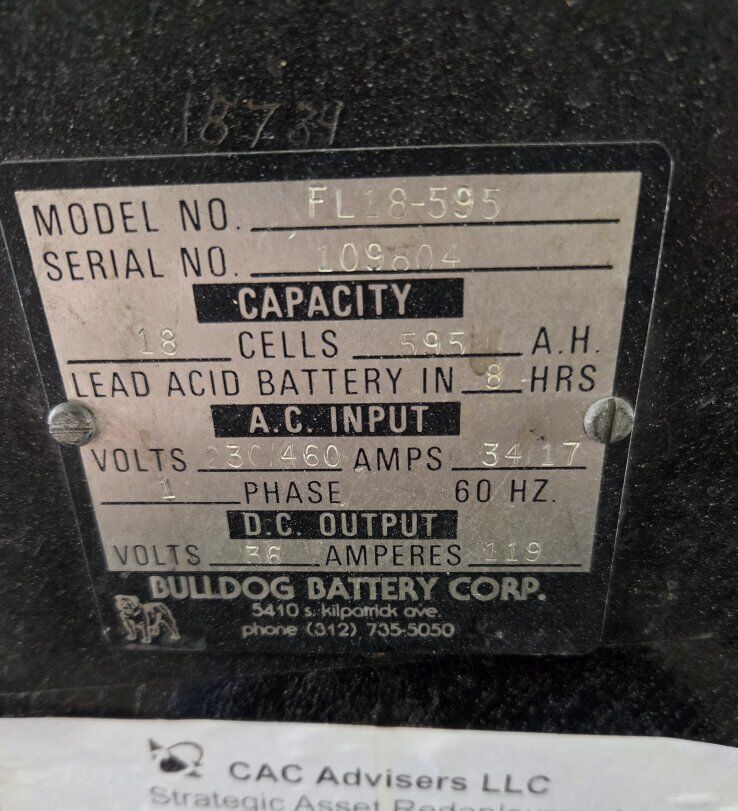 18734
MODEL NO. FL18-595
SERIAL NO. 109804
CAPACITY
18 CELLS 595 A.H.
LEAD ACID BATTERY IN 8 HRS
A.C. INPUT
VOLTS 230/460 AMPS 34/17
1 PHASE 60 HZ.
D.C. OUTPUT
VOLTS 36 AMPERES 119
BULLDOG BATTERY CORP.
5410 s. kilpatrick ave.
phone (312) 735-5050
CAC Advisers LLC
Strategic Asset